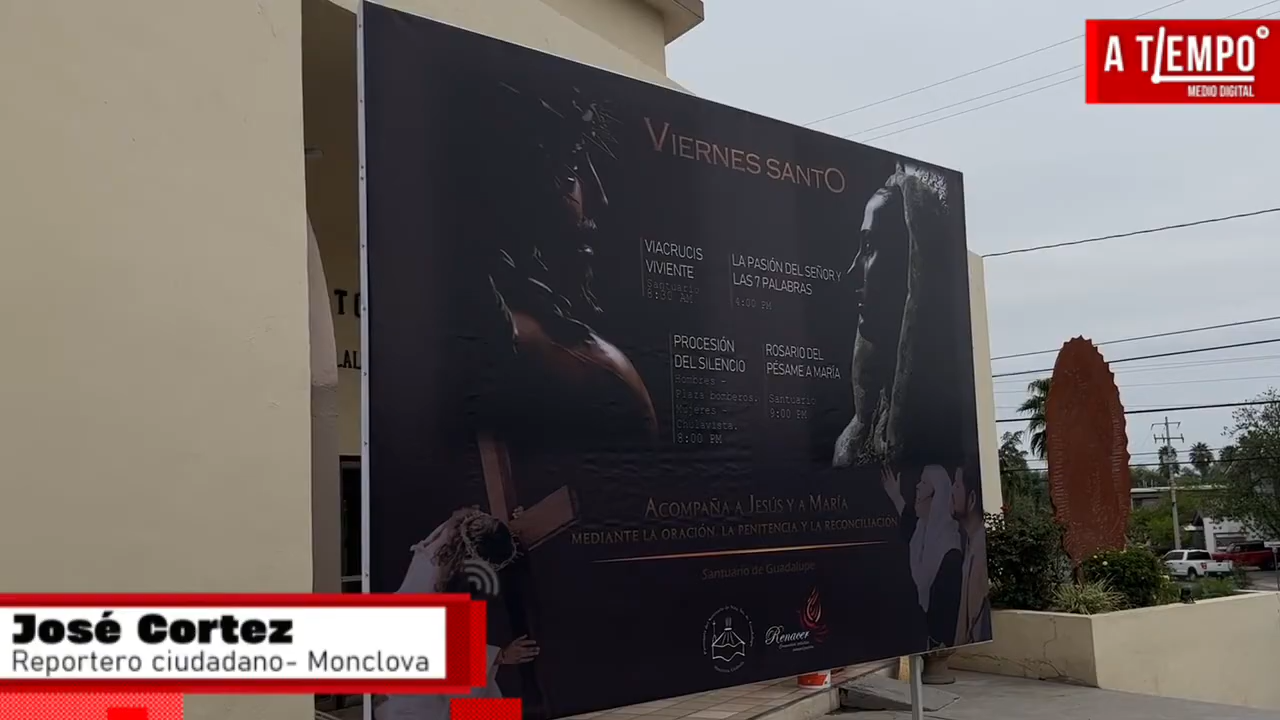 A TIEMPO
MEDIO DIGITAL
VIERNES SANTO
VIACRUCIS
VIVIENTE
Santuario
8:30 AM
LA PASIÓN DEL SEÑOR Y
LAS 7 PALABRAS
4:00 PM
PROCESIÓN
DEL SILENCIO
Hombres -
Plaza bomberos.
Mujeres -
Chulavista.
8:00 PM
ROSARIO DEL
PÉSAME A MARÍA
Santuario
9:00 PM
ACOMPAÑA A JESÚS Y A MARÍA
MEDIANTE LA ORACIÓN, LA PENITENCIA Y LA RECONCILIACIÓN
Santuario de Guadalupe
Renacer
José Cortez
Reportero ciudadano- Monclova